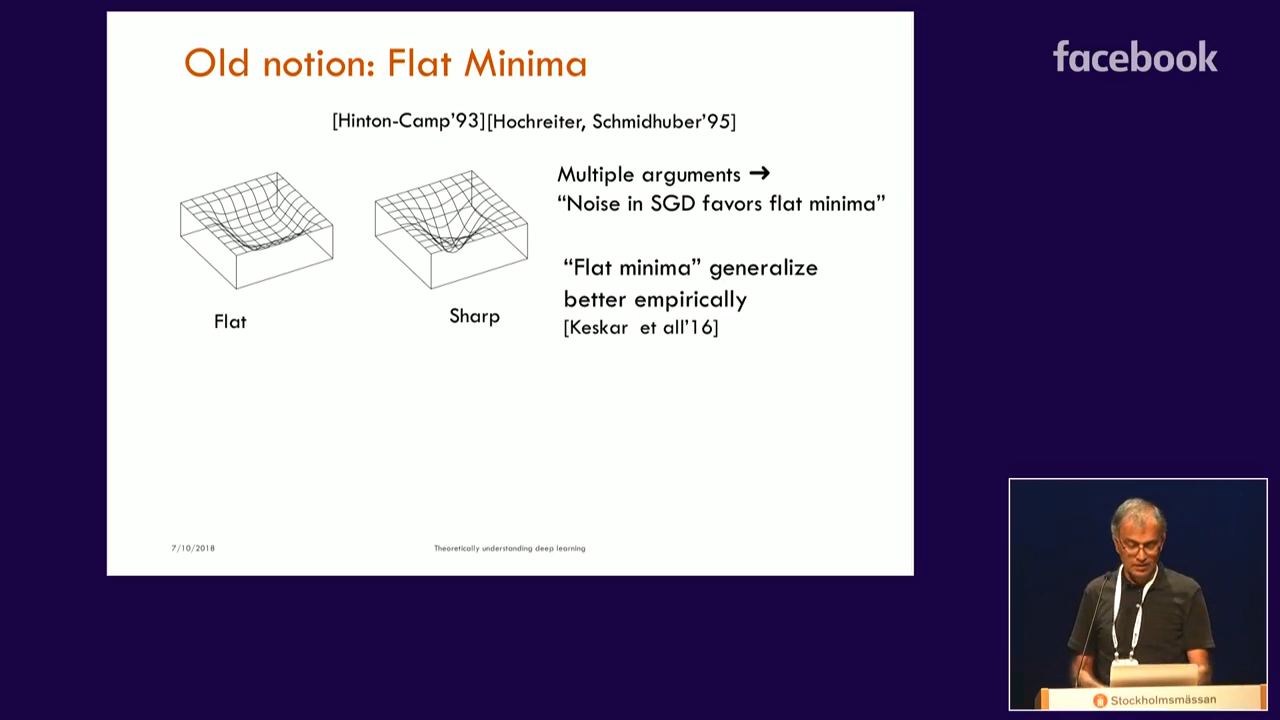 Old notion: Flat Minima
facebook
[Hinton-Camp’93][Hochreiter, Schmidhuber’95]
Multiple arguments ➔
“Noise in SGD favors flat minima”
“Flat minima” generalize
better empirically
[Keskar et all’16]
Flat
Sharp
7/10/2018
Theoretically understanding deep learning
Stockholmsmässan